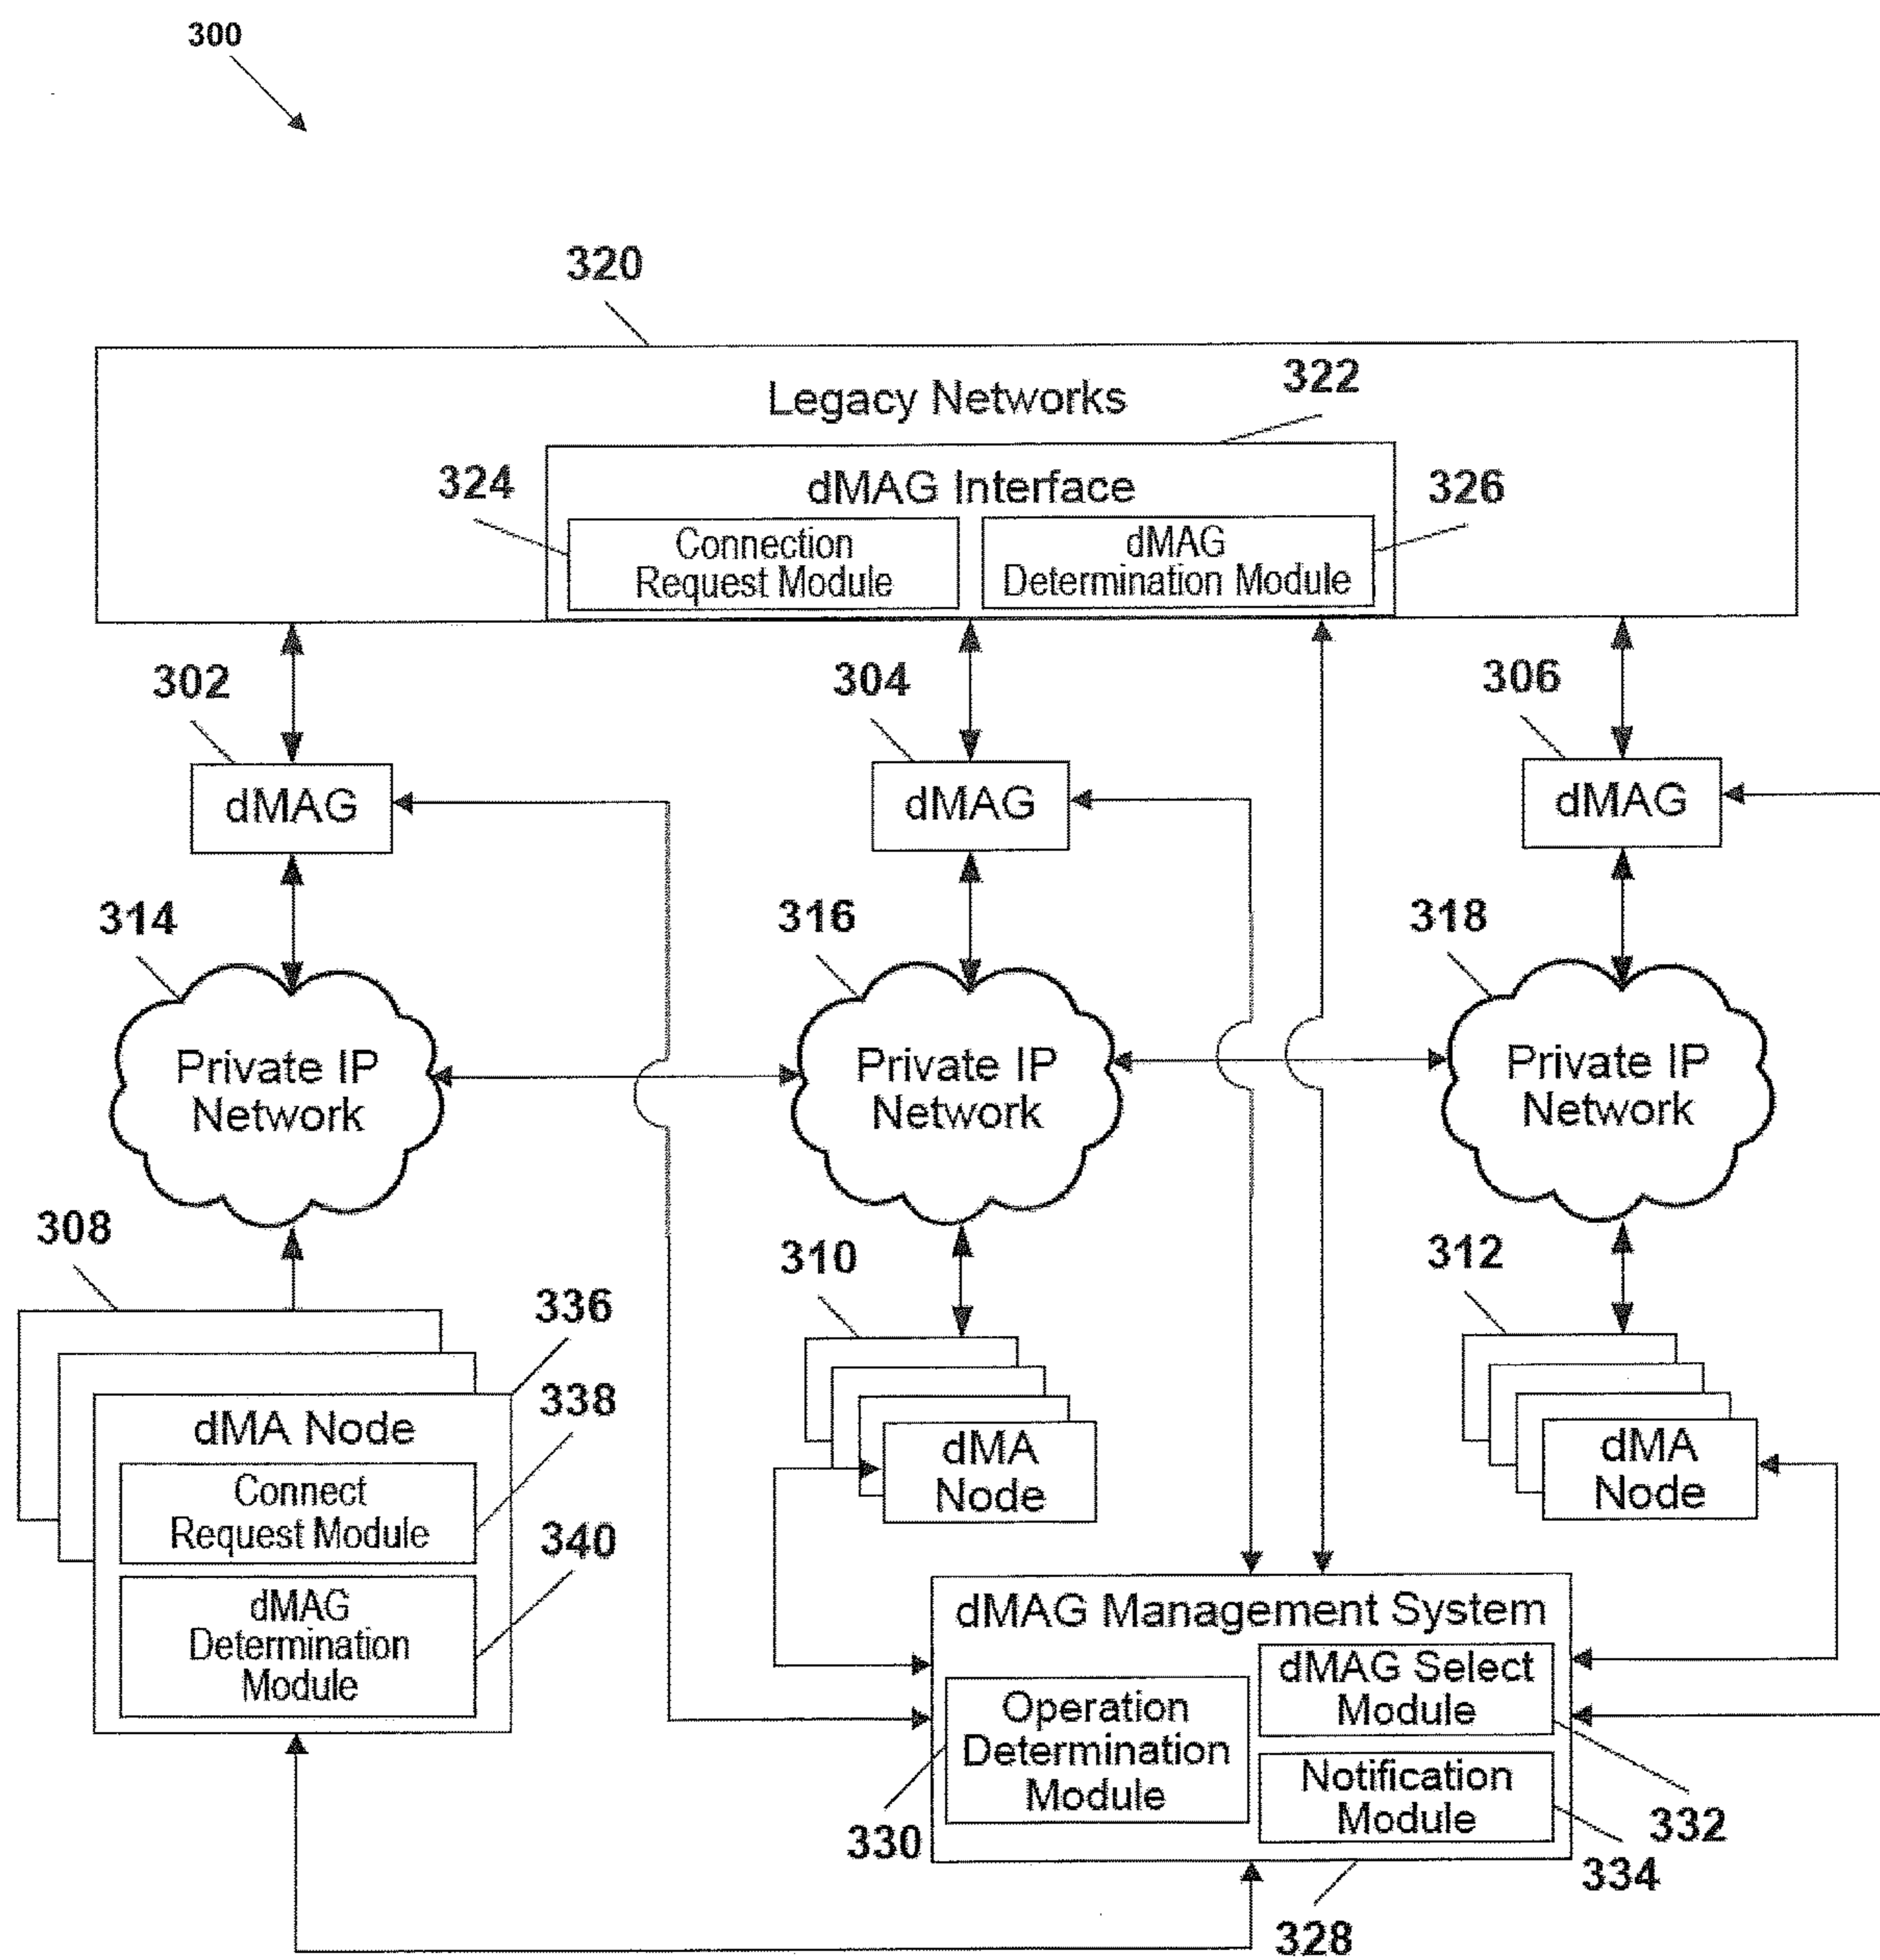 300
320
Legacy Networks
322
324
dMAG Interface
326
Connection
Request Module
dMAG
Determination Module
302
304
306
dMAG
dMAG
dMAG
314
316
318
Private IP
Network
Private IP
Network
Private IP
Network
308
310
312
336
dMA Node
338
Connect
Request Module
340
dMAG
Determination
Module
dMA
Node
dMA
Node
dMAG Management System
Operation
Determination
Module
dMAG Select
Module
Notification
Module
330
332
334
328